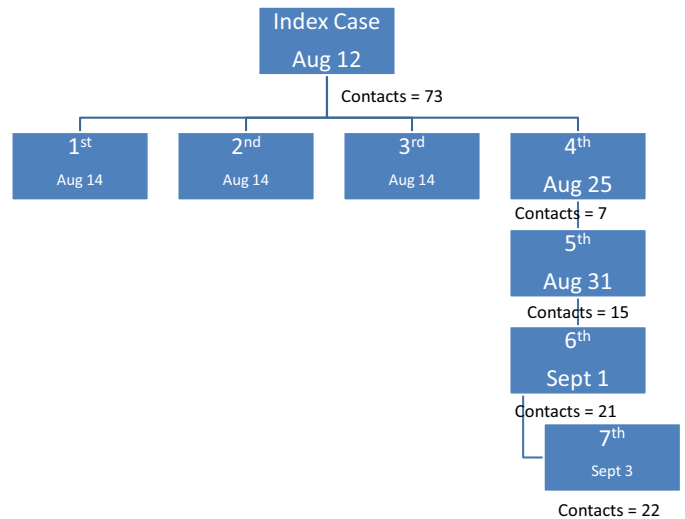 Index Case
Aug 12
Contacts = 73
1st
Aug 14
2nd
Aug 14
3rd
Aug 14
4th
Aug 25
Contacts = 7
5th
Aug 31
Contacts = 15
6th
Sept 1
Contacts = 21
7th
Sept 3
Contacts = 22